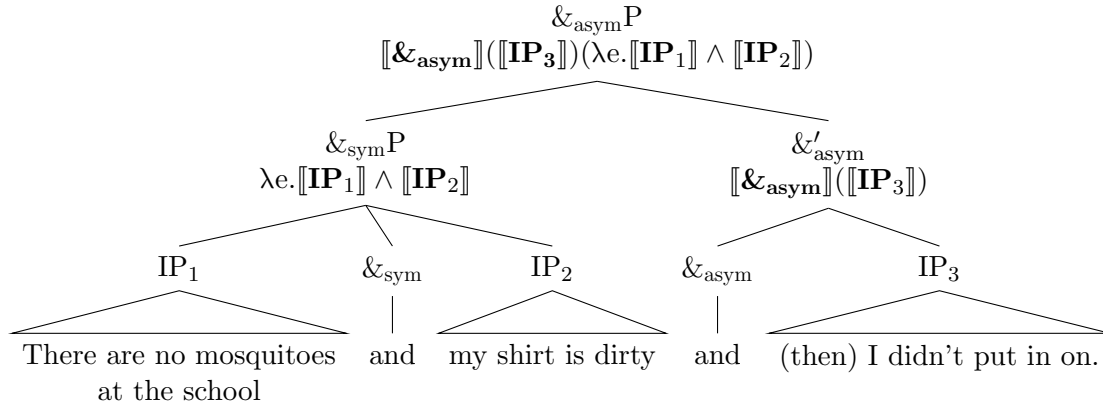 &asymP
⟦&asym⟧(⟦IP3⟧)(λe.⟦IP1⟧ ∧ ⟦IP2⟧)
&symP &′asym
λe.⟦IP1⟧ ∧ ⟦IP2⟧ ⟦&asym⟧(⟦IP3⟧)
IP1 &sym IP2 &asym IP3
There are no mosquitoes and my shirt is dirty and (then) I didn't put in on.
at the school